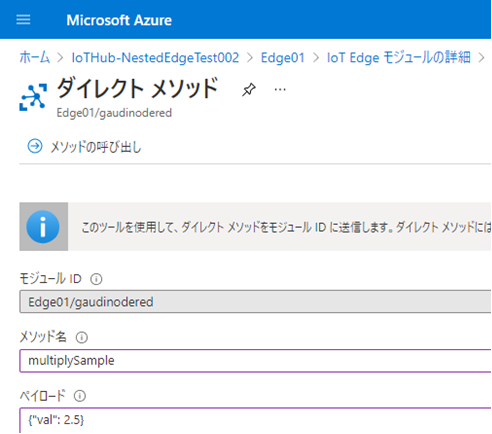 Microsoft Azure
ホーム > IoTHub-NestedEdgeTest002 > Edge01 > IoT Edge モジュールの詳細 >
ダイレクト メソッド
Edge01/gaudinodered
メソッドの呼び出し
このツールを使用して、ダイレクト メソッドをモジュール ID に送信します。ダイレクト メソッドには
モジュール ID
Edge01/gaudinodered
メソッド名
multiplySample
ペイロード
{"val": 2.5}